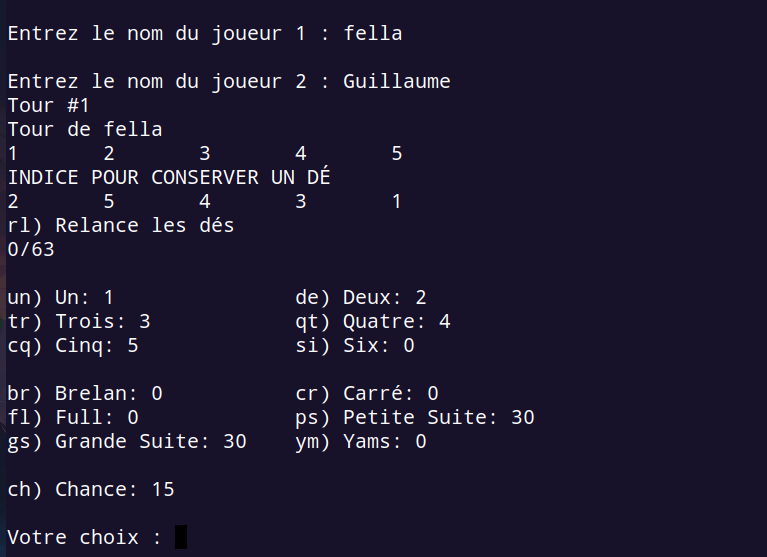 Entrez le nom du joueur 1 : fella
Entrez le nom du joueur 2 : Guillaume
Tour #1
Tour de fella
1 2 3 4 5
INDICE POUR CONSERVER UN DÉ
2 5 4 3 1
rl) Relance les dés
0/63
un) Un: 1 de) Deux: 2
tr) Trois: 3 qt) Quatre: 4
cq) Cinq: 5 si) Six: 0
br) Brelan: 0 cr) Carré: 0
fl) Full: 0 ps) Petite Suite: 30
gs) Grande Suite: 30 ym) Yams: 0
ch) Chance: 15
Votre choix :